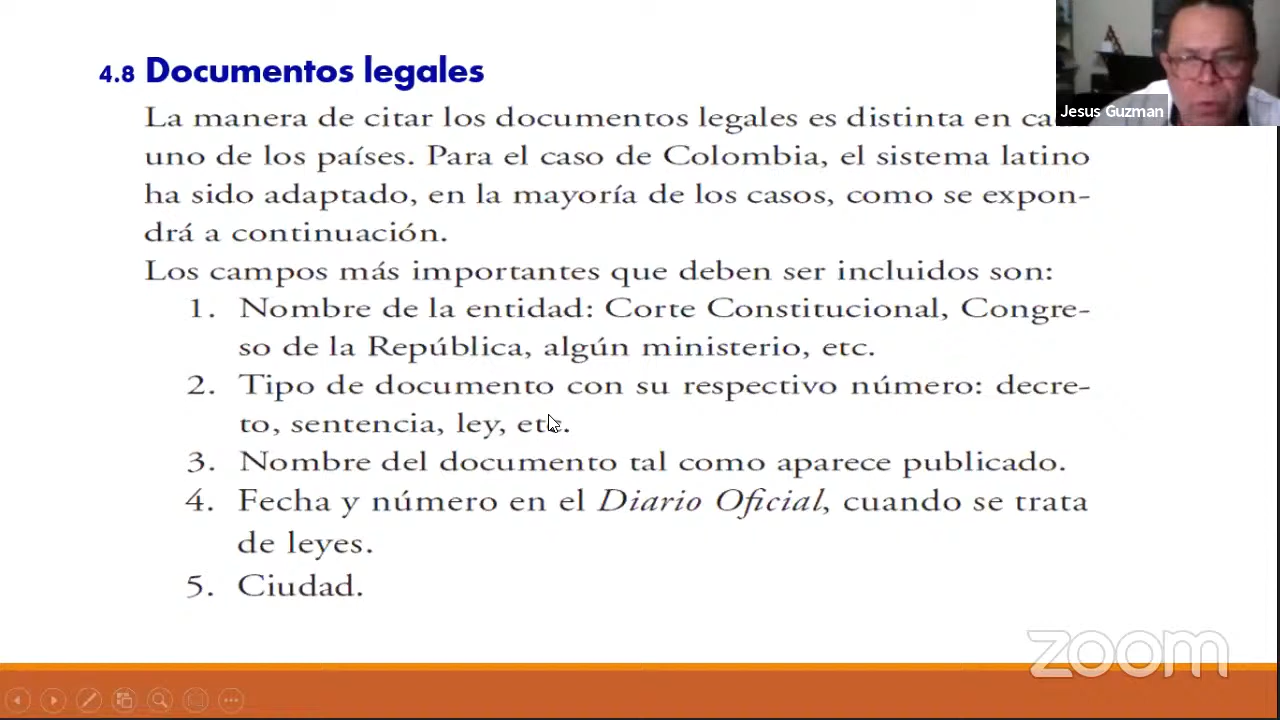 4.8 Documentos legales
Jesus Guzman
La manera de citar los documentos legales es distinta en
uno de los países. Para el caso de Colombia, el sistema latino
ha sido adaptado, en la mayoría de los casos, como se expon-
drá a continuación.
Los campos más importantes que deben ser incluidos son:
1. Nombre de la entidad: Corte Constitucional, Congre-
so de la República, algún ministerio, etc.
2. Tipo de documento con su respectivo número: decre-
to, sentencia, ley, etc.
3. Nombre del documento tal como aparece publicado.
4. Fecha y número en el Diario Oficial, cuando se trata
de leyes.
5. Ciudad.
zoom